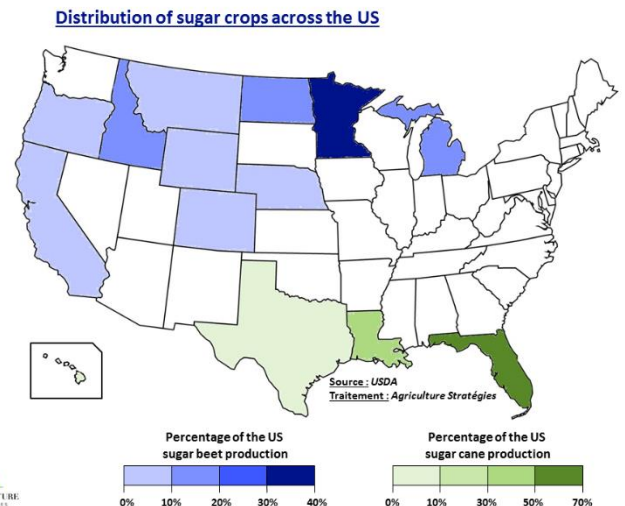 Distribution of sugar crops across the US
Source : USDA
Traitement : Agriculture Stratégies
Percentage of the US
sugar beet production
0% 10% 20% 30% 40%
Percentage of the US
sugar cane production
0% 10% 30% 50% 70%